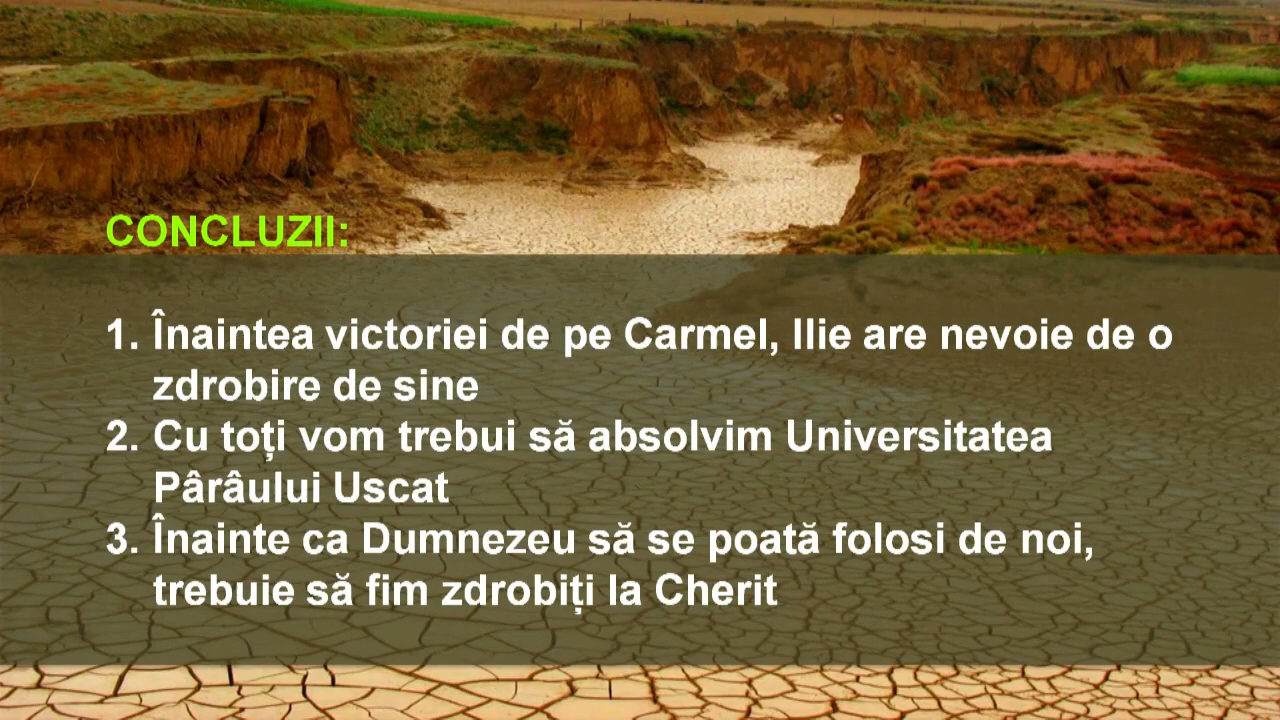 CONCLUZII:
1. Înaintea victoriei de pe Carmel, Ilie are nevoie de o
zdrobire de sine
2. Cu toți vom trebui să absolvim Universitatea
Pârâului Uscat
3. Înainte ca Dumnezeu să se poată folosi de noi,
trebuie să fim zdrobiți la Cherit